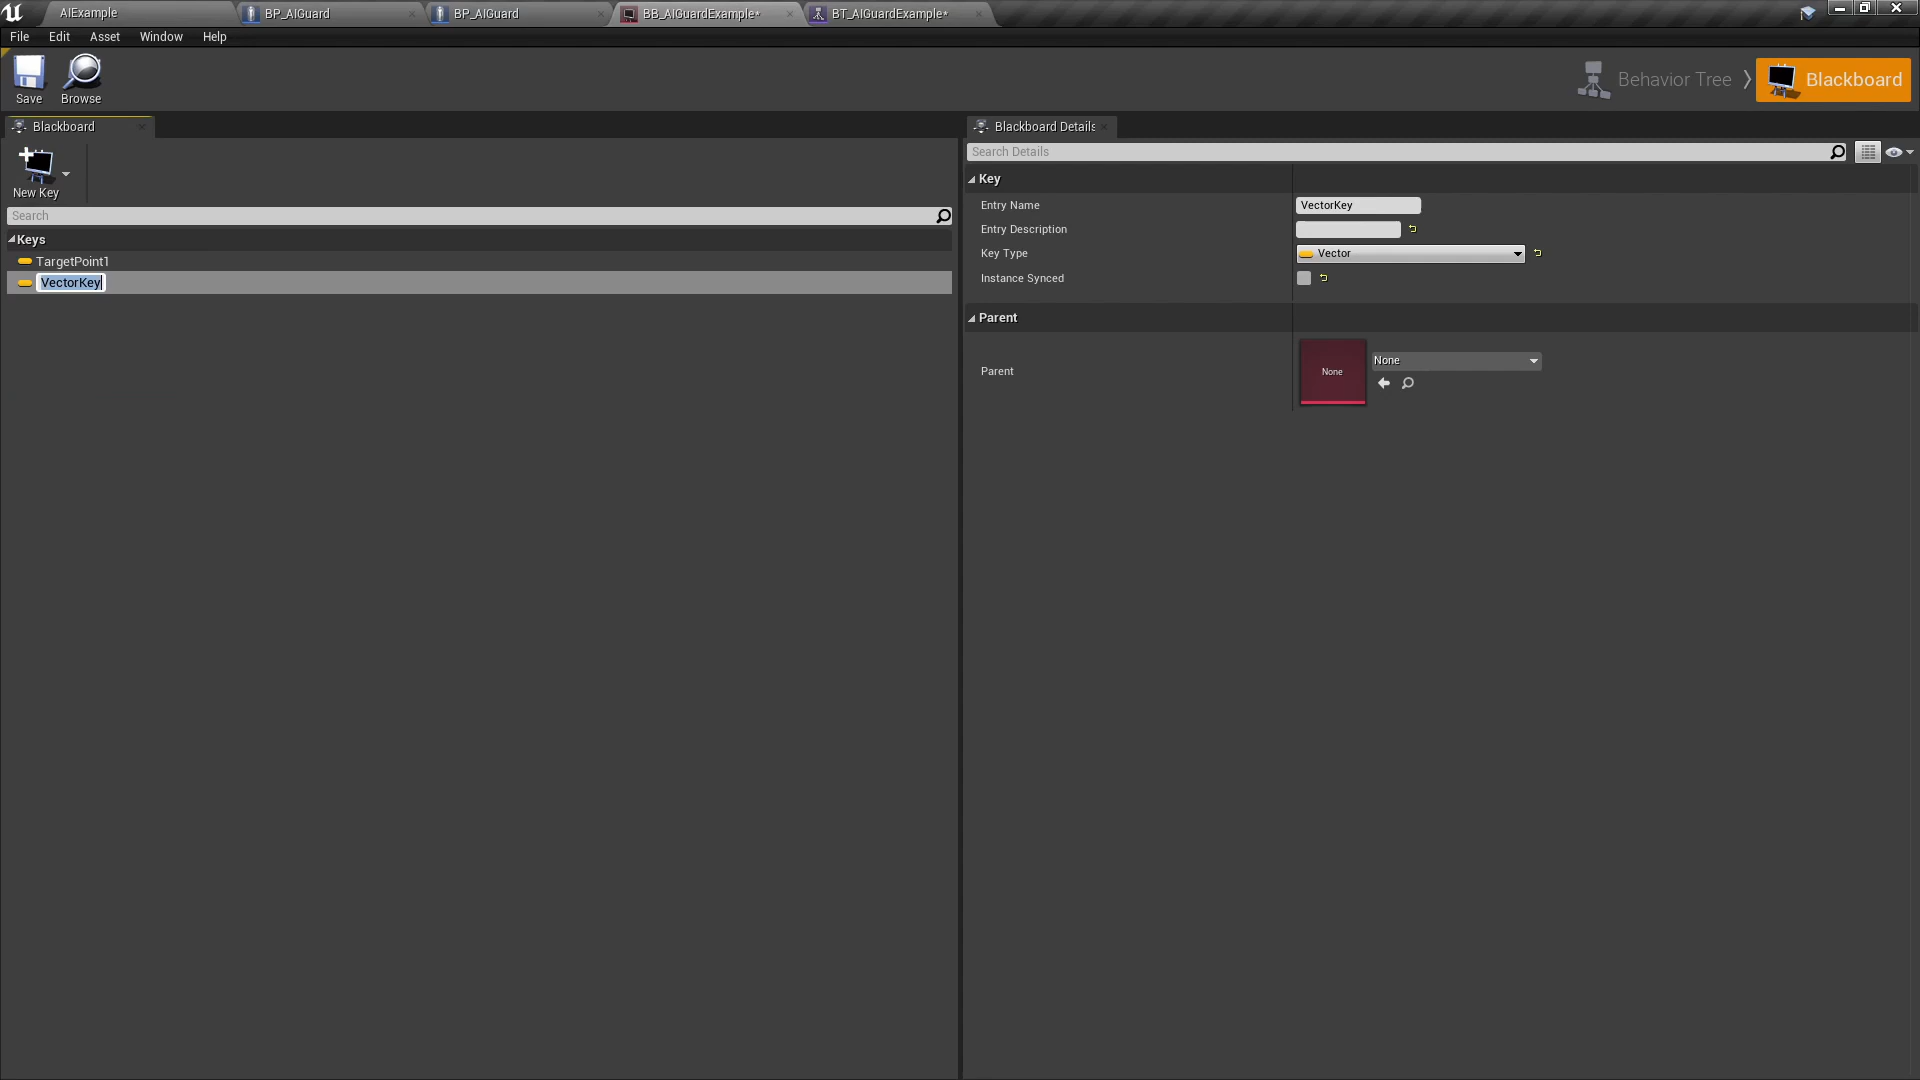 AIExample
BP_AIGuard
BP_AIGuard
BB_AIGuardExample*
BT_AIGuardExample*
File Edit Asset Window Help
Save
Browse
Behavior Tree
Blackboard
Blackboard
New Key
Search
Keys
TargetPoint1
VectorKey
Blackboard Details
Search Details
Key
Entry Name
VectorKey
Entry Description
Key Type
Vector
Instance Synced
Parent
Parent
None
None